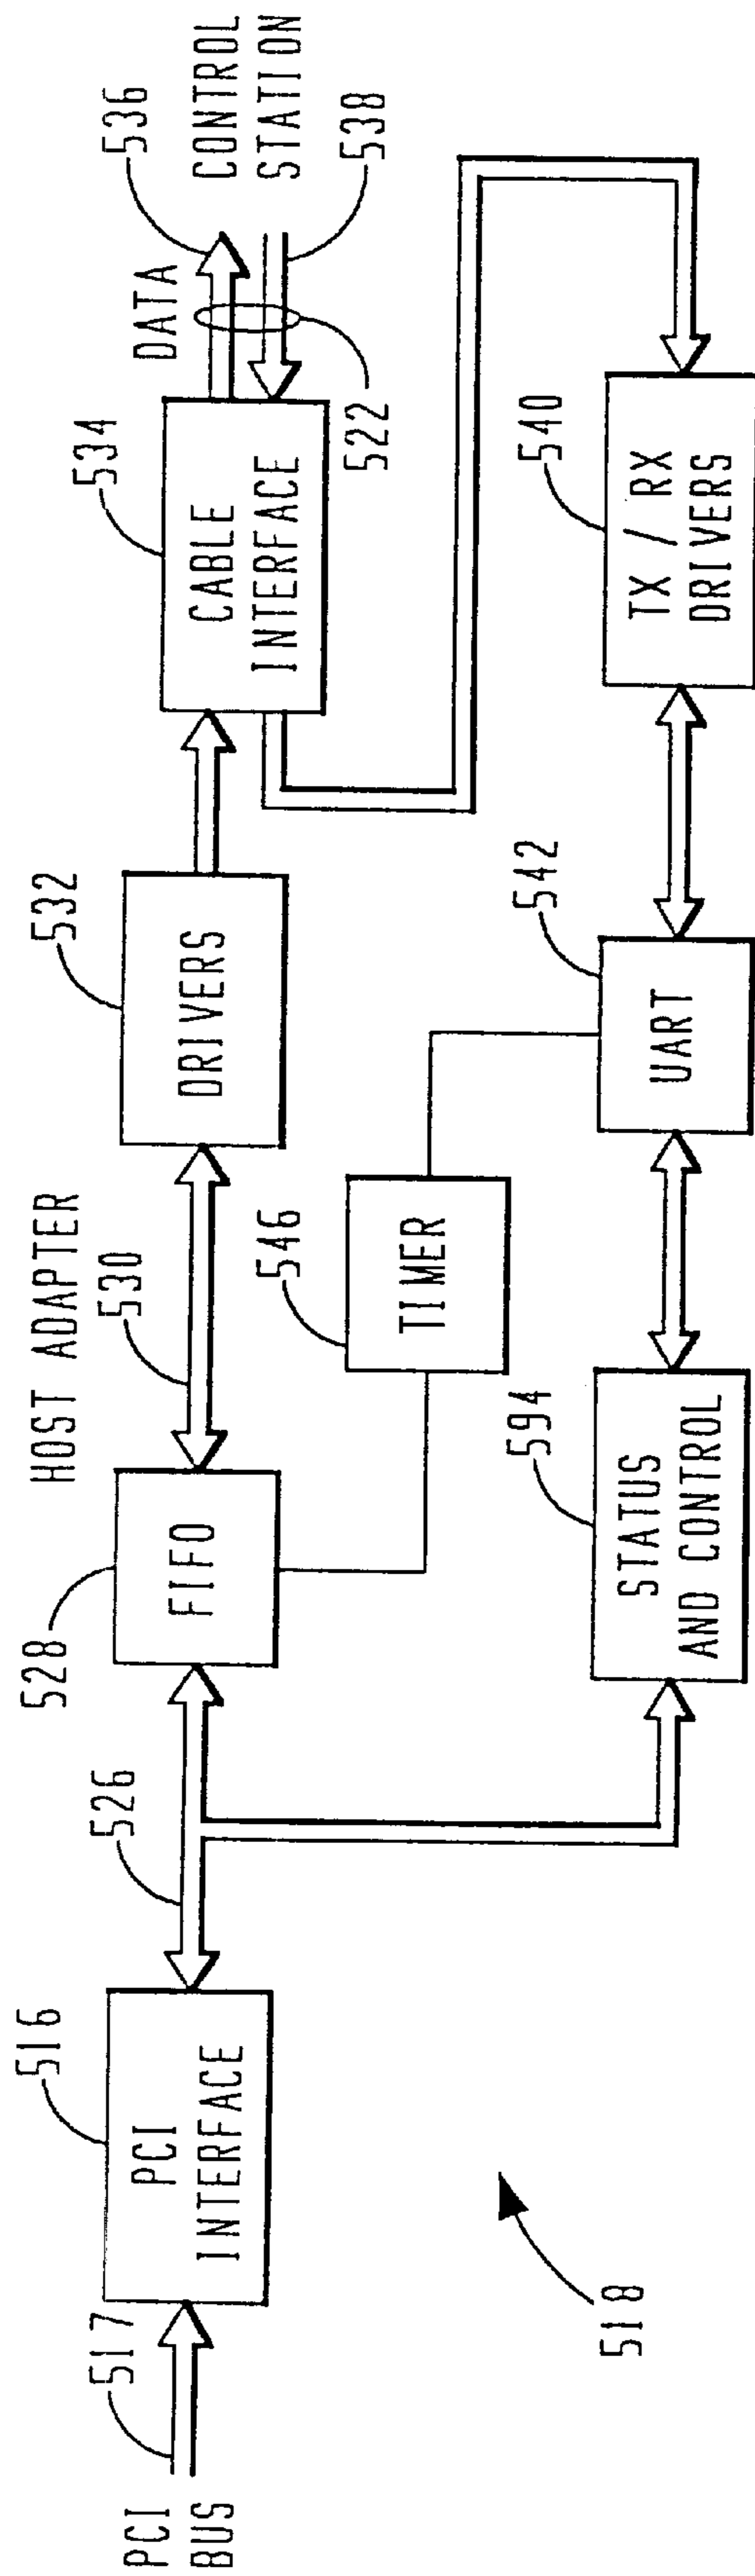 HOST ADAPTER
PCI
BUS
517
516
PCI
INTERFACE
526
528
FIFO
530
532
DRIVERS
534
CABLE
INTERFACE
DATA
536
CONTROL
STATION
538
522
546
TIMER
594
STATUS
AND CONTROL
542
UART
540
TX / RX
DRIVERS
518